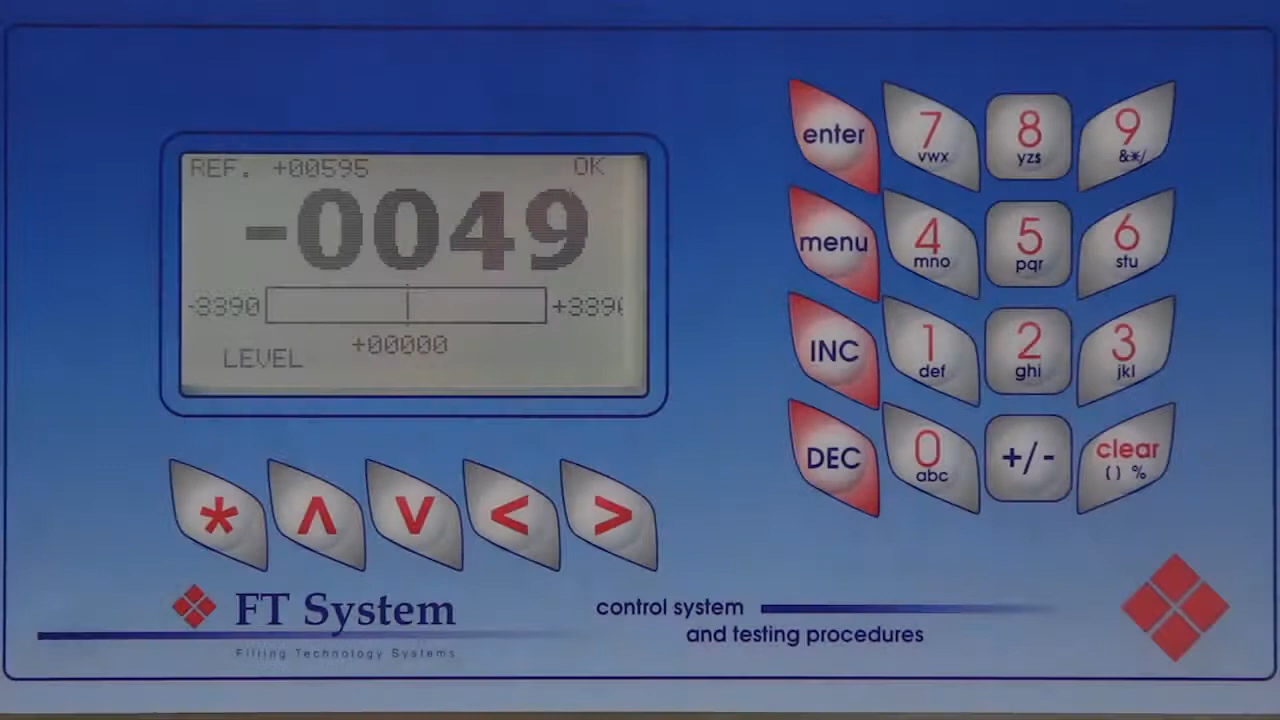 REF. +00595 OK
-0049
-3390 +339
+00000
LEVEL
* ʌ v < >
enter 7 vwx 8 yzs 9 &*/
menu 4 mno 5 pqr 6 stu
INC 1 def 2 ghi 3 jkl
DEC 0 abc +/- clear () %
FT System
Filling Technology Systems
control system
and testing procedures